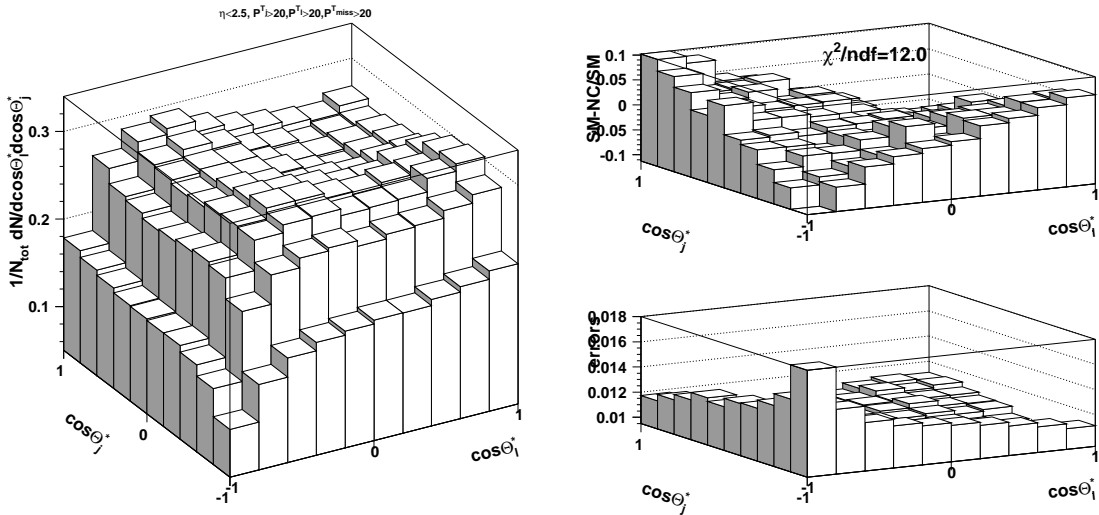 η<2.5, P^T_j>20,P^T_l>20,P^T_miss>20
1/N_tot dN/dcosΘ*_l dcosΘ*_j
0.3
0.2
0.1
1
0
-1
-1
0
1
cosΘ*_j
cosΘ*_l
χ²/ndf=12.0
SM-NC/SM
0.1
0.05
0
-0.05
-0.1
1
-1
-1
0
1
cosΘ*_j
cosΘ*_l
errors
0.018
0.016
0.014
0.012
0.01
1
-1
-1
0
1
cosΘ*_j
cosΘ*_l